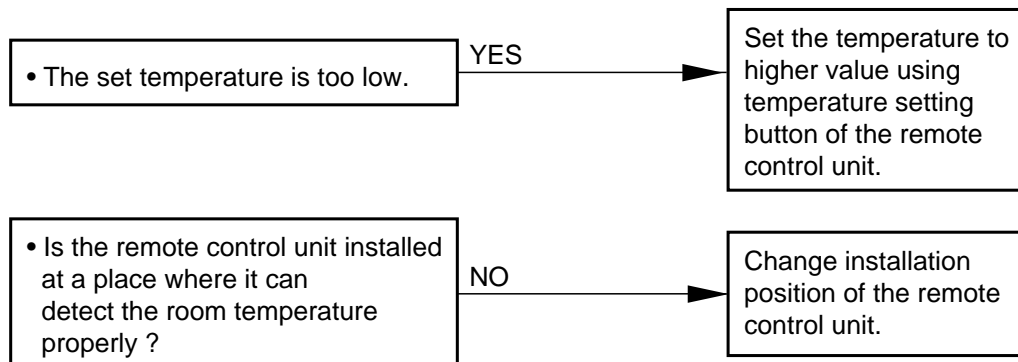 • The set temperature is too low.
YES
Set the temperature to
higher value using
temperature setting
button of the remote
control unit.
• Is the remote control unit installed
at a place where it can
detect the room temperature
properly ?
NO
Change installation
position of the remote
control unit.